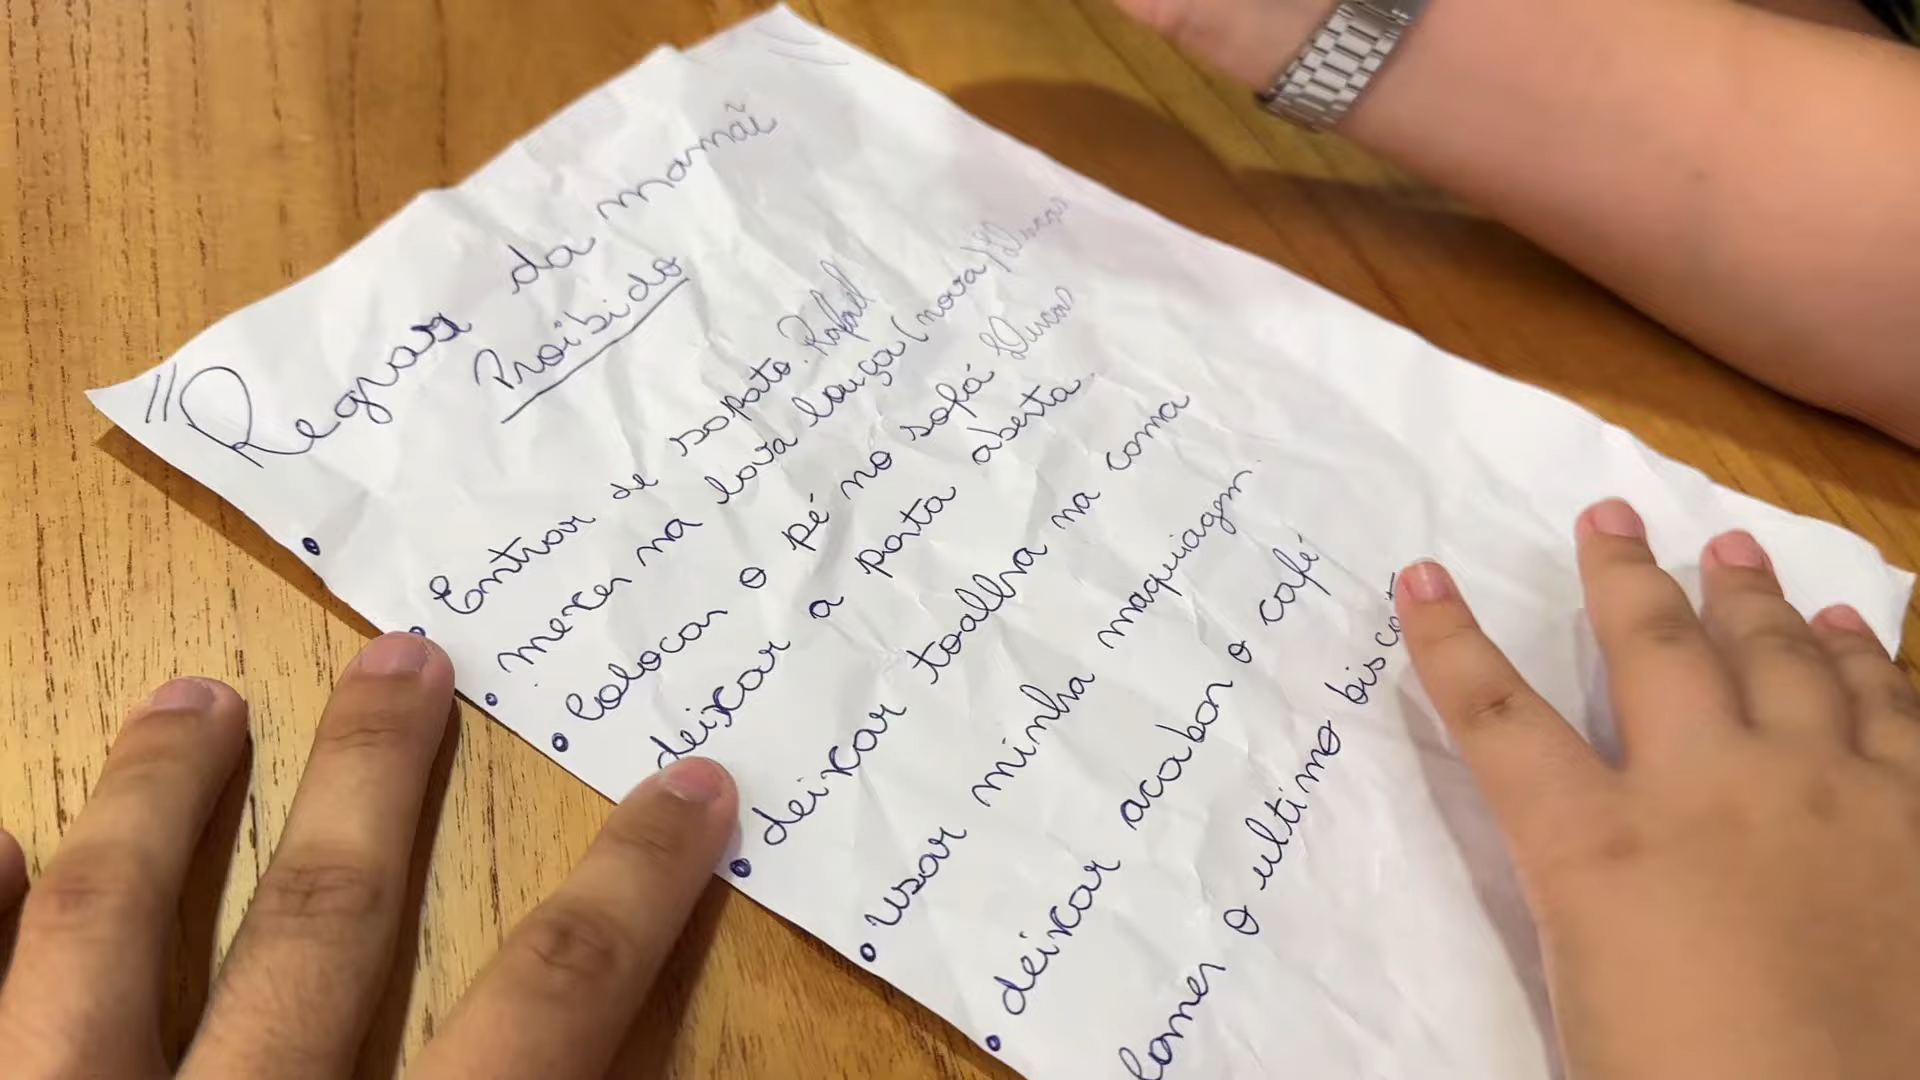 Regras da mamãe
Proibido
Entrar de sapato. Rafael
mexer na lava louça (nova) Lucas
Colocar o pé no sofá Lucas
deixar a porta aberta.
deixar toalha na cama
usar minha maquiagem.
deixar acabar o café
Comer o ultimo